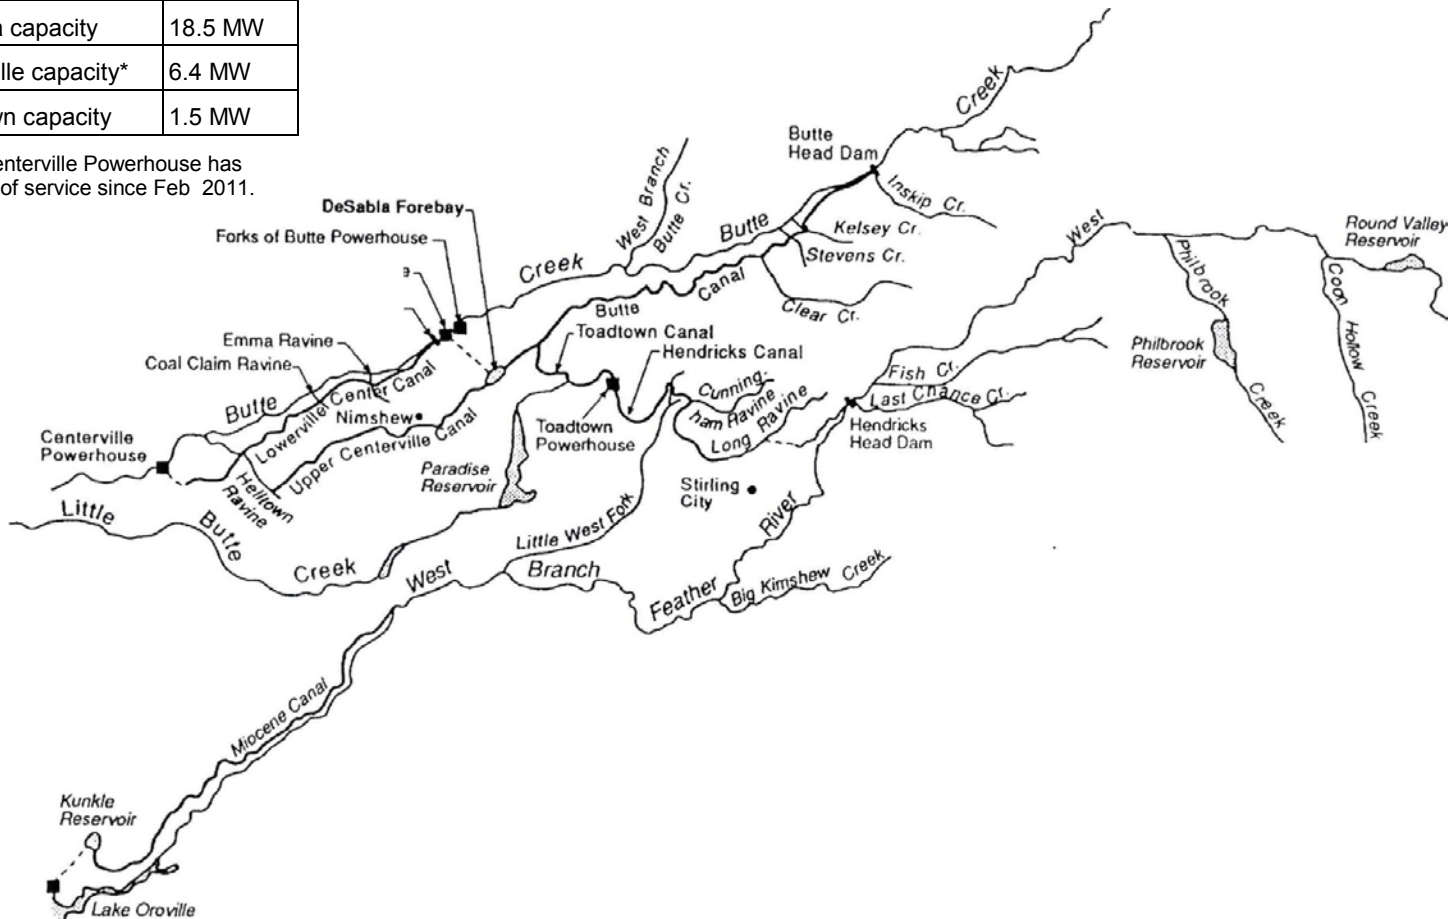 capacity
18.5 MW
capacity*
6.4 MW
capacity
1.5 MW
Powerhouse has
of service since Feb 2011.
Creek
Butte
Head Dam
Inskip Cr.
West Branch
Butte Cr.
DeSabla Forebay
Forks of Butte Powerhouse
Butte
Creek
Kelsey Cr.
Stevens Cr.
West
Round Valley
Reservoir
Philbrook
Creek
Coon Hollow Creek
Philbrook
Reservoir
Butte Canal
Clear Cr.
Emma Ravine
Coal Claim Ravine
Toadtown Canal
Hendricks Canal
Fish Cr.
Last Chance Cr.
Cunning-
ham Ravine
Long Ravine
Hendricks
Head Dam
Butte
Lowerville Center Canal
Nimshew
Upper Centerville Canal
Toadtown
Powerhouse
Centerville
Powerhouse
Helltown
Ravine
Paradise
Reservoir
Stirling
City
Little
Butte
Creek
Little West Fork
West
Branch
Feather
River
Big Kimshew Creek
Miocene Canal
Kunkle
Reservoir
Lake Oroville